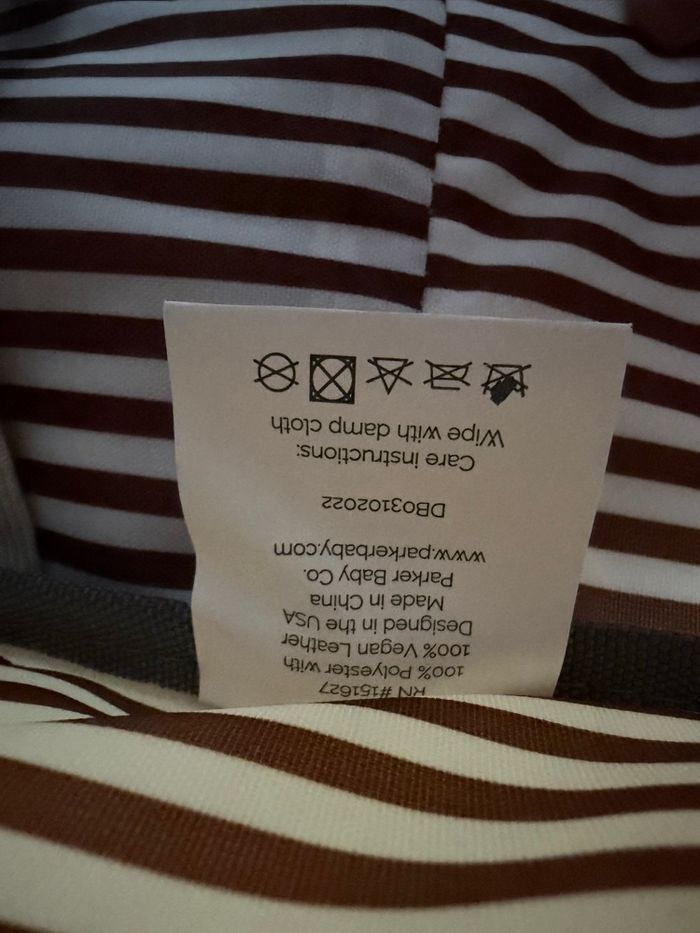 RN #151627
100% Polyester with
100% Vegan Leather
Designed in the USA
Made in China
Parker Baby Co.
www.parkerbaby.com
DB03102022
Care instructions:
Wipe with damp cloth